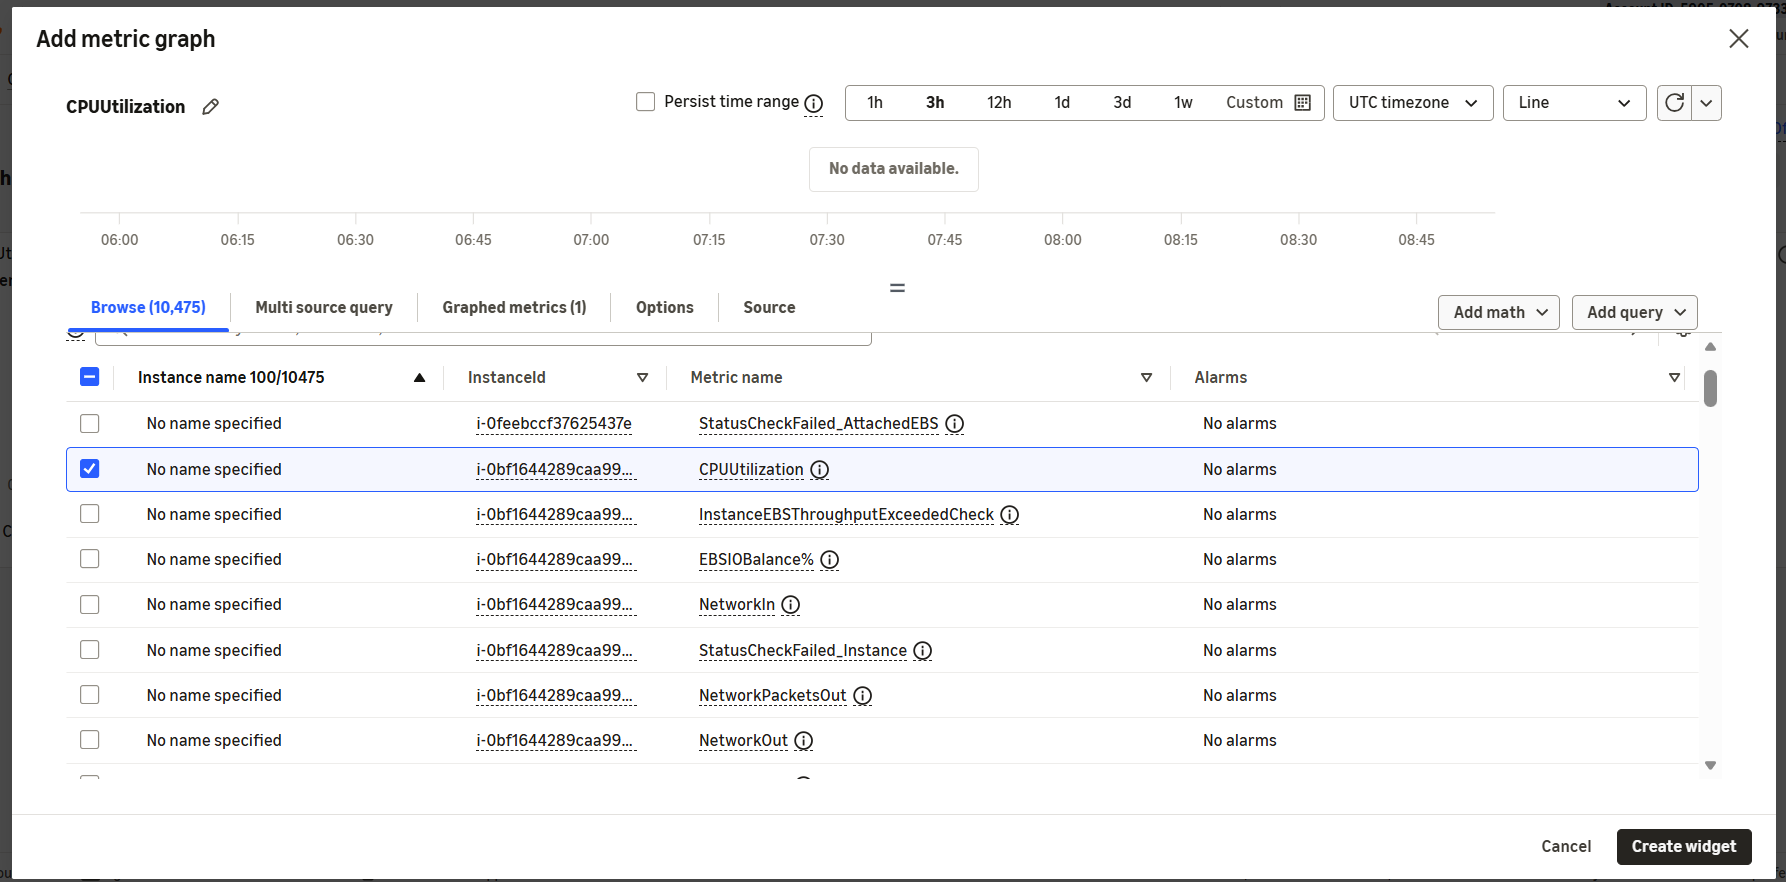 Add metric graph
CPUUtilization
Persist time range
1h 3h 12h 1d 3d 1w Custom
UTC timezone
Line
No data available.
06:00 06:15 06:30 06:45 07:00 07:15 07:30 07:45 08:00 08:15 08:30 08:45
Browse (10,475) Multi source query Graphed metrics (1) Options Source
Add math Add query
Instance name 100/10475 InstanceId Metric name Alarms
No name specified i-0feebccf37625437e StatusCheckFailed_AttachedEBS No alarms
No name specified i-0bf1644289caa99... CPUUtilization No alarms
No name specified i-0bf1644289caa99... InstanceEBSThroughputExceededCheck No alarms
No name specified i-0bf1644289caa99... EBSIOBalance% No alarms
No name specified i-0bf1644289caa99... NetworkIn No alarms
No name specified i-0bf1644289caa99... StatusCheckFailed_Instance No alarms
No name specified i-0bf1644289caa99... NetworkPacketsOut No alarms
No name specified i-0bf1644289caa99... NetworkOut No alarms
Cancel Create widget